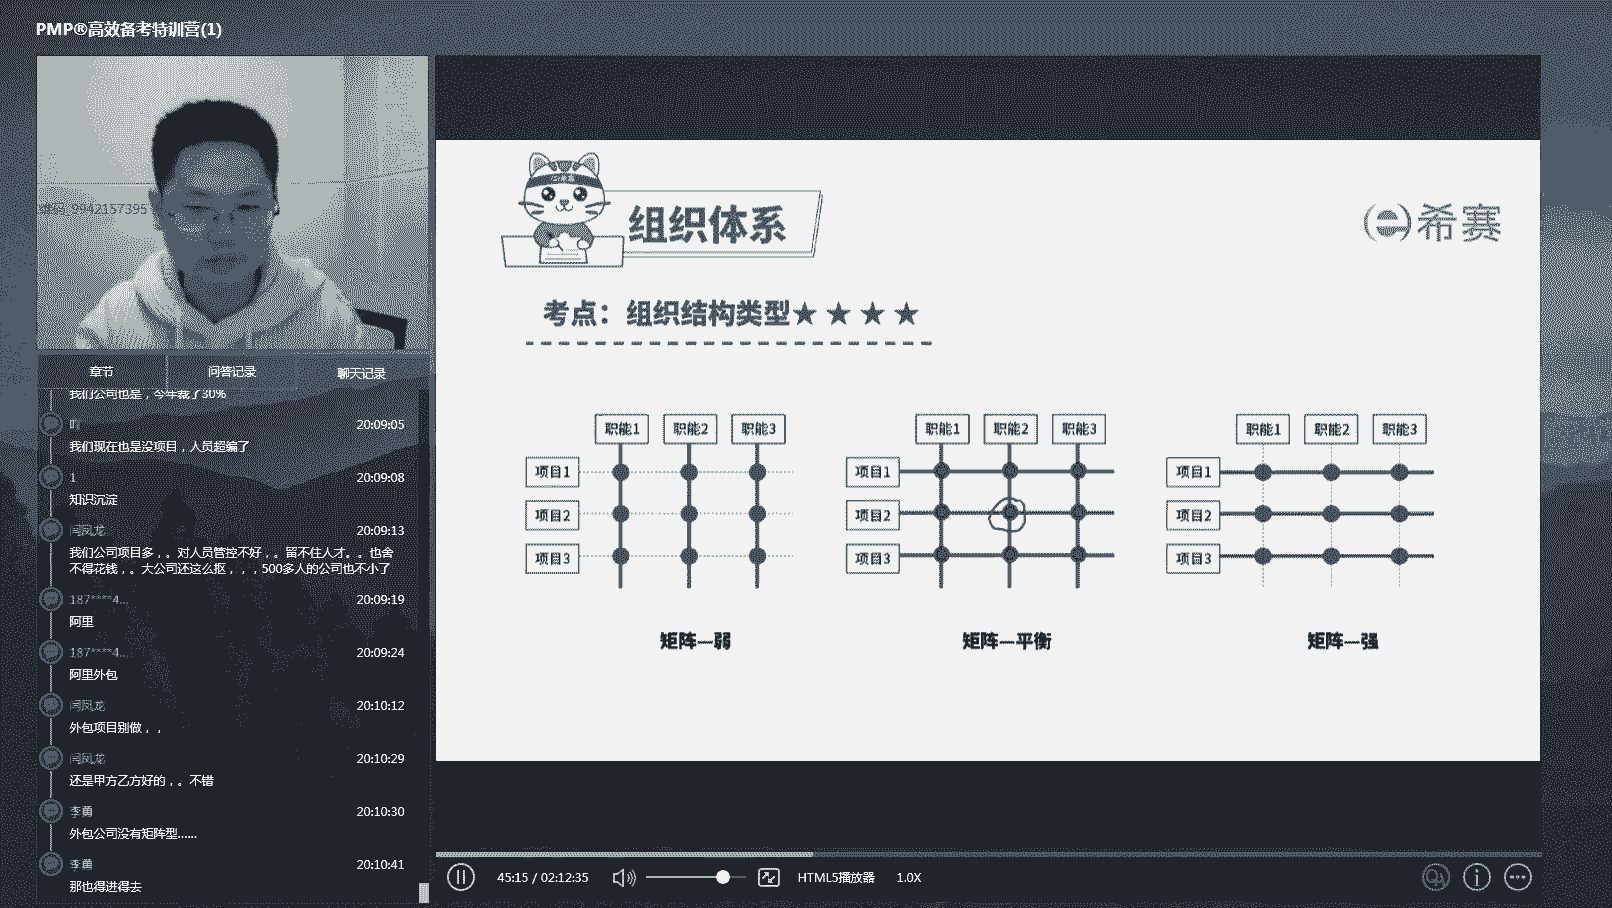 PMP®高效备考特训营(1)
9942157395
章节
问答记录
聊天记录
我们公司也是，今年裁了30%
20:09:05
我们现在也是没项目，人员超编了
1
20:09:08
知识沉淀
闫凤龙
20:09:13
我们公司项目多，。对人员管控不好，。留不住人才。。也舍
不得花钱，。大公司还这么抠，，，500多人的公司也不小了
187****4...
20:09:19
阿里
187****4...
20:09:24
阿里外包
闫凤龙
20:10:12
外包项目别做，，
闫凤龙
20:10:29
还是甲方乙方好的，。不错
李勇
20:10:30
外包公司没有矩阵型......
李勇
20:10:41
那也得进得去
组织体系
希赛
考点：组织结构类型★★★★
职能1 职能2 职能3
项目1
项目2
项目3
矩阵—弱
职能1 职能2 职能3
项目1
项目2
项目3
矩阵—平衡
职能1 职能2 职能3
项目1
项目2
项目3
矩阵—强
45:15 / 02:12:35
HTML5播放器
1.0X